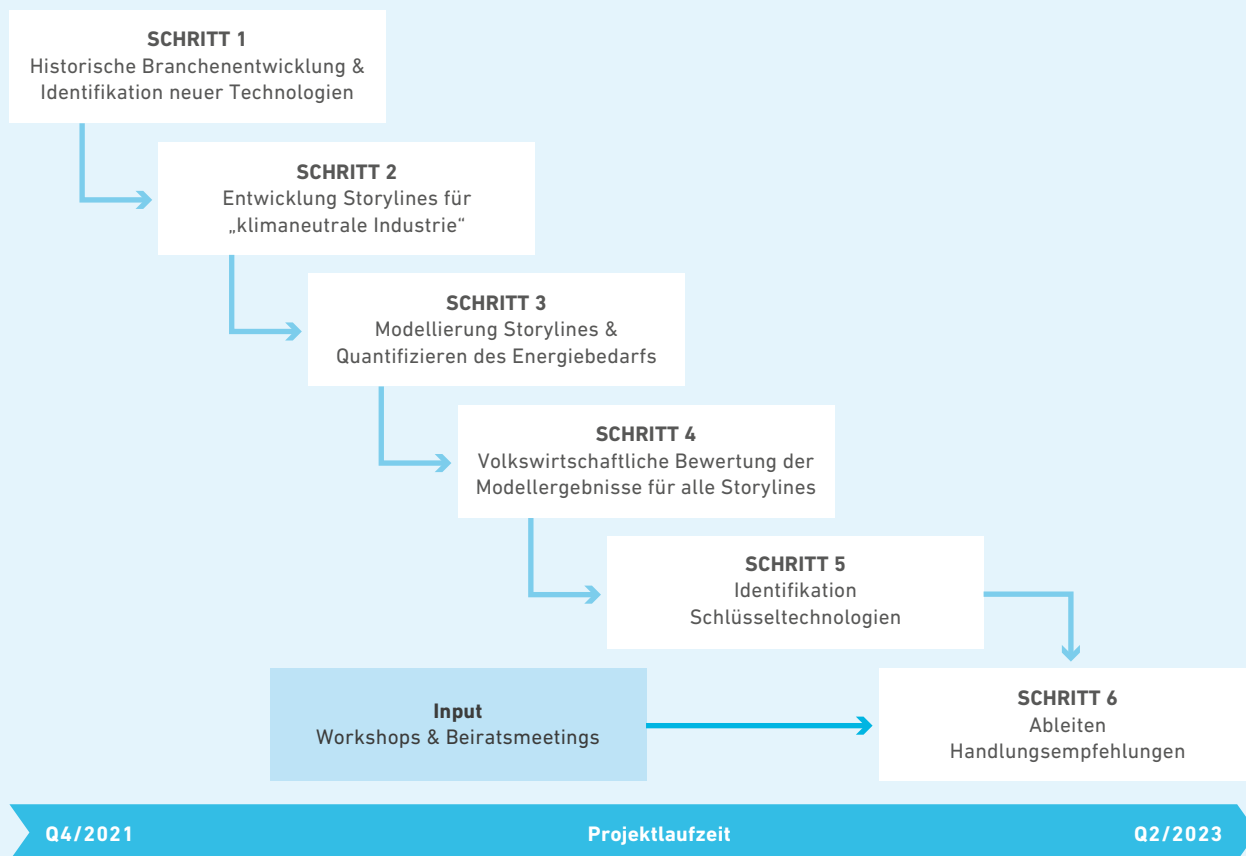 SCHRITT 1
Historische Branchenentwicklung &
Identifikation neuer Technologien
SCHRITT 2
Entwicklung Storylines für
„klimaneutrale Industrie“
SCHRITT 3
Modellierung Storylines &
Quantifizieren des Energiebedarfs
SCHRITT 4
Volkswirtschaftliche Bewertung der
Modellergebnisse für alle Storylines
SCHRITT 5
Identifikation
Schlüsseltechnologien
Input
Workshops & Beiratsmeetings
SCHRITT 6
Ableiten
Handlungsempfehlungen
Q4/2021 Projektlaufzeit Q2/2023